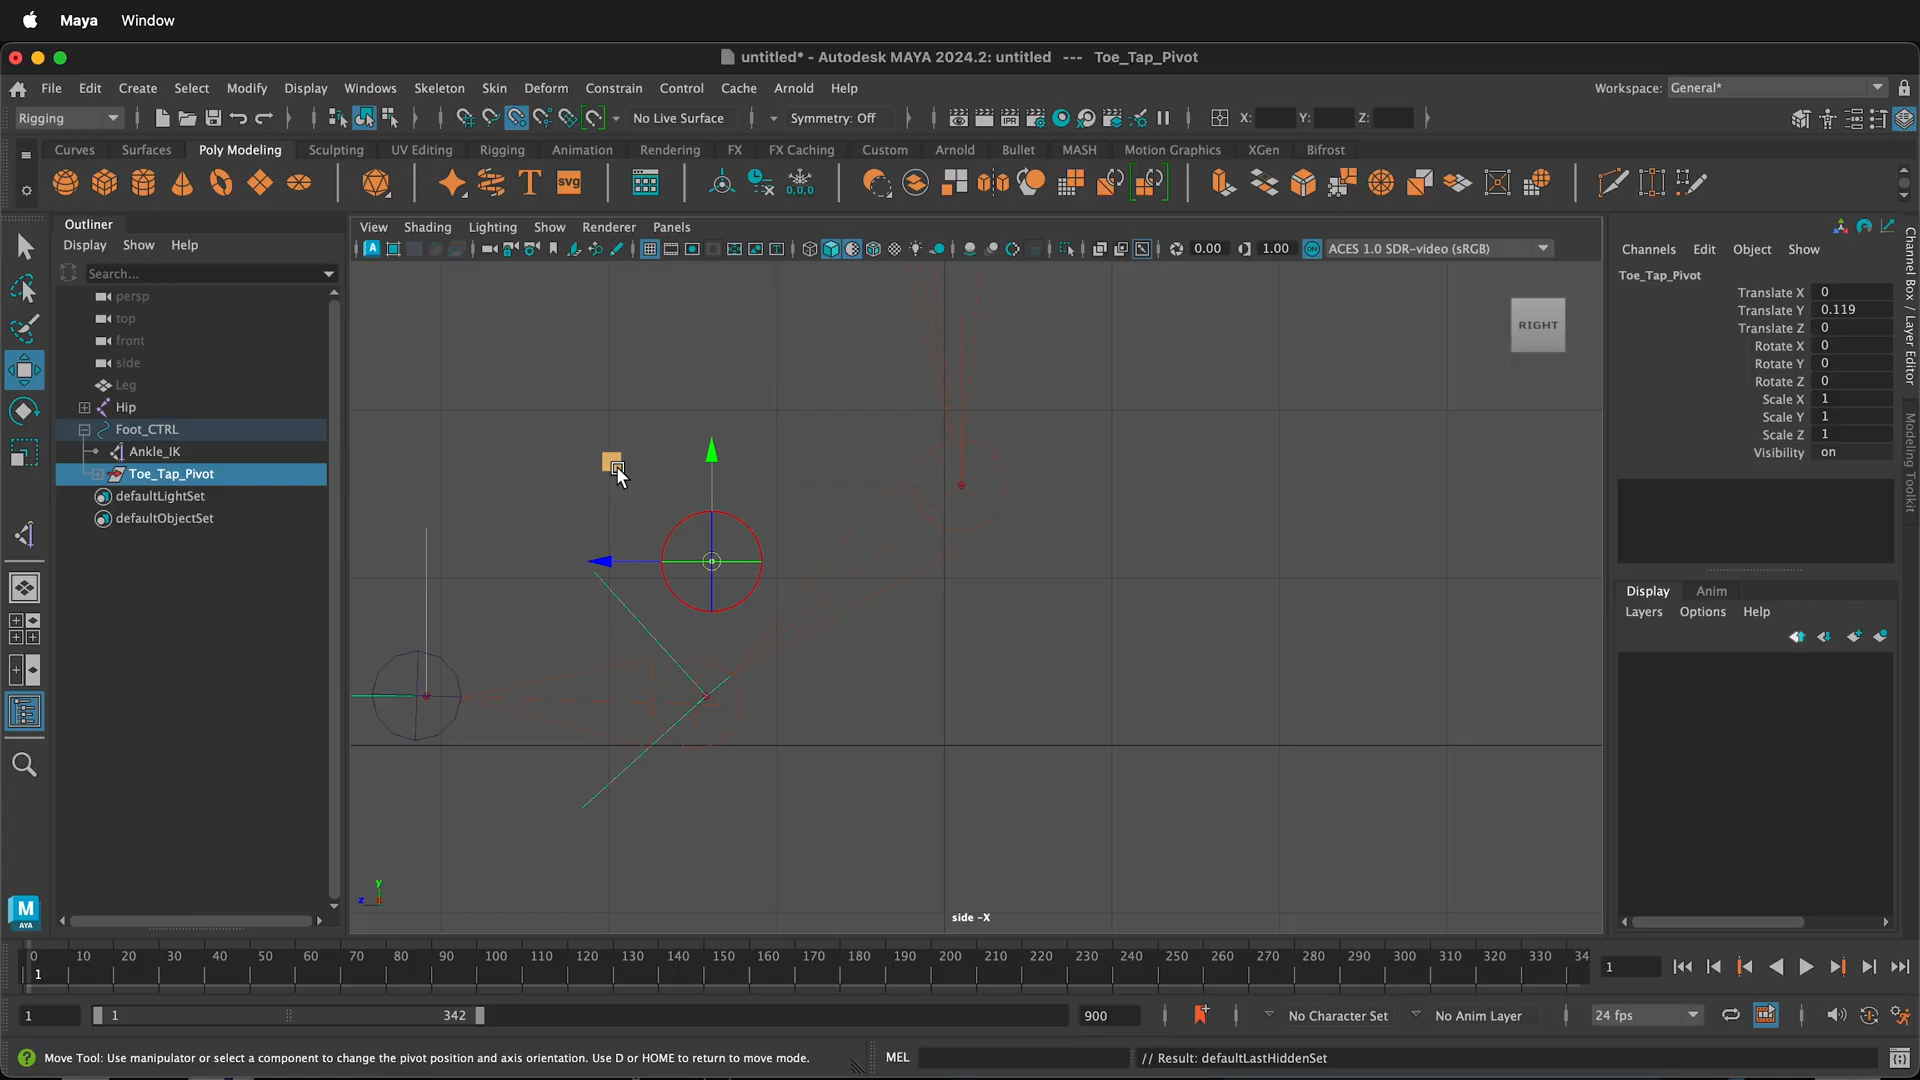 Maya Window
untitled* - Autodesk MAYA 2024.2: untitled --- Toe_Tap_Pivot
File Edit Create Select Modify Display Windows Skeleton Skin Deform Constrain Control Cache Arnold Help
Workspace: General*
Rigging
No Live Surface
Symmetry: Off
X: Y: Z:
Curves Surfaces Poly Modeling Sculpting UV Editing Rigging Animation Rendering FX FX Caching Custom Arnold Bullet MASH Motion Graphics XGen Bifrost
T SVG 0,0,0
Outliner
Display Show Help
Search...
persp
top
front
side
Leg
Hip
Foot_CTRL
Ankle_IK
Toe_Tap_Pivot
defaultLightSet
defaultObjectSet
View Shading Lighting Show Renderer Panels
0.00 1.00 ON ACES 1.0 SDR-video (sRGB)
RIGHT
y
z
side -X
Channels Edit Object Show
Toe_Tap_Pivot
Translate X 0
Translate Y 0.119
Translate Z 0
Rotate X 0
Rotate Y 0
Rotate Z 0
Scale X 1
Scale Y 1
Scale Z 1
Visibility on
Channel Box / Layer Editor
Modeling Toolkit
Display Anim
Layers Options Help
M
AYA
0 10 20 30 40 50 60 70 80 90 100 110 120 130 140 150 160 170 180 190 200 210 220 230 240 250 260 270 280 290 300 310 320 330 34
1
1
1 1 342 900
No Character Set
No Anim Layer
24 fps
Move Tool: Use manipulator or select a component to change the pivot position and axis orientation. Use D or HOME to return to move mode.
MEL
// Result: defaultLastHiddenSet